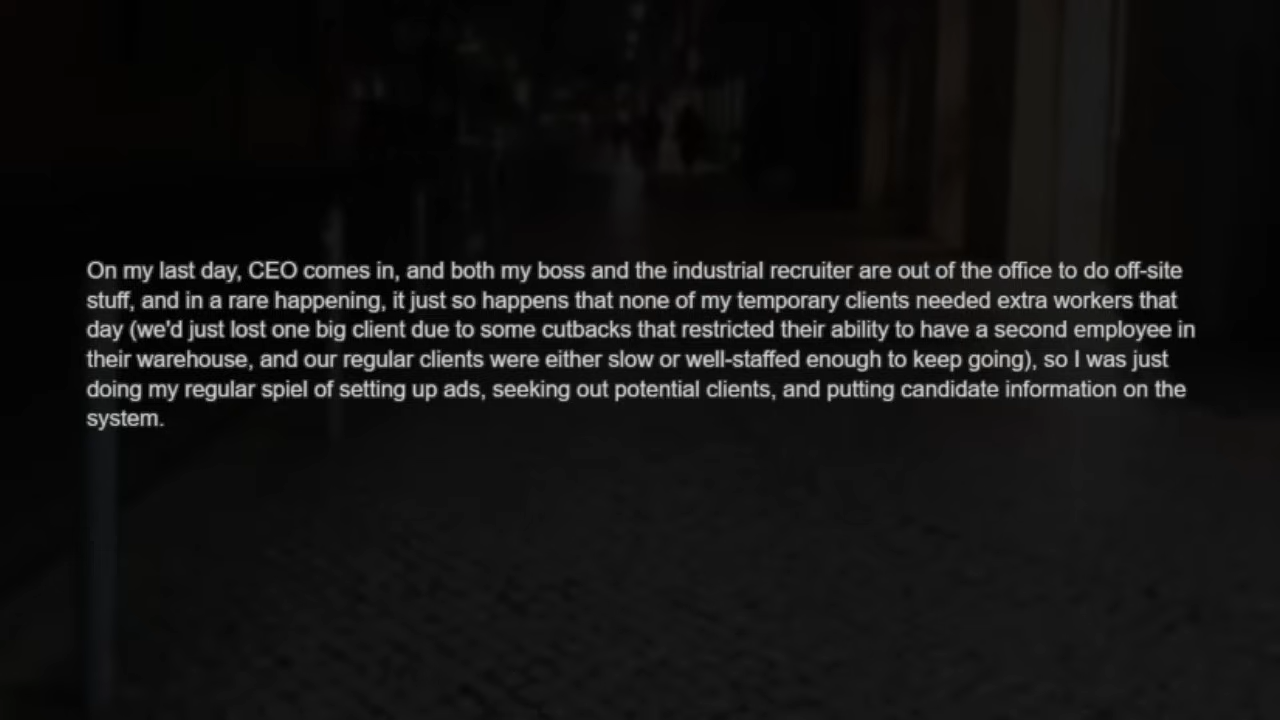 On my last day, CEO comes in, and both my boss and the industrial recruiter are out of the office to do off-site
stuff, and in a rare happening, it just so happens that none of my temporary clients needed extra workers that
day (we'd just lost one big client due to some cutbacks that restricted their ability to have a second employee in
their warehouse, and our regular clients were either slow or well-staffed enough to keep going), so I was just
doing my regular spiel of setting up ads, seeking out potential clients, and putting candidate information on the
system.